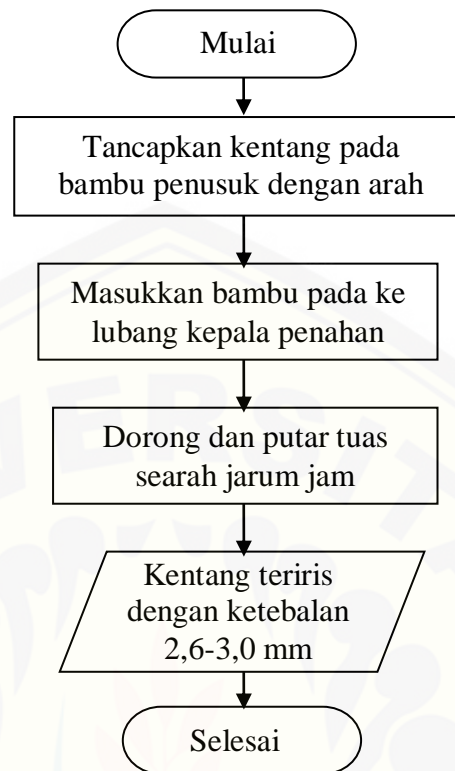 Mulai
Tancapkan kentang pada
bambu penusuk dengan arah
Masukkan bambu pada ke
lubang kepala penahan
Dorong dan putar tuas
searah jarum jam
Kentang teriris
dengan ketebalan
2,6-3,0 mm
Selesai